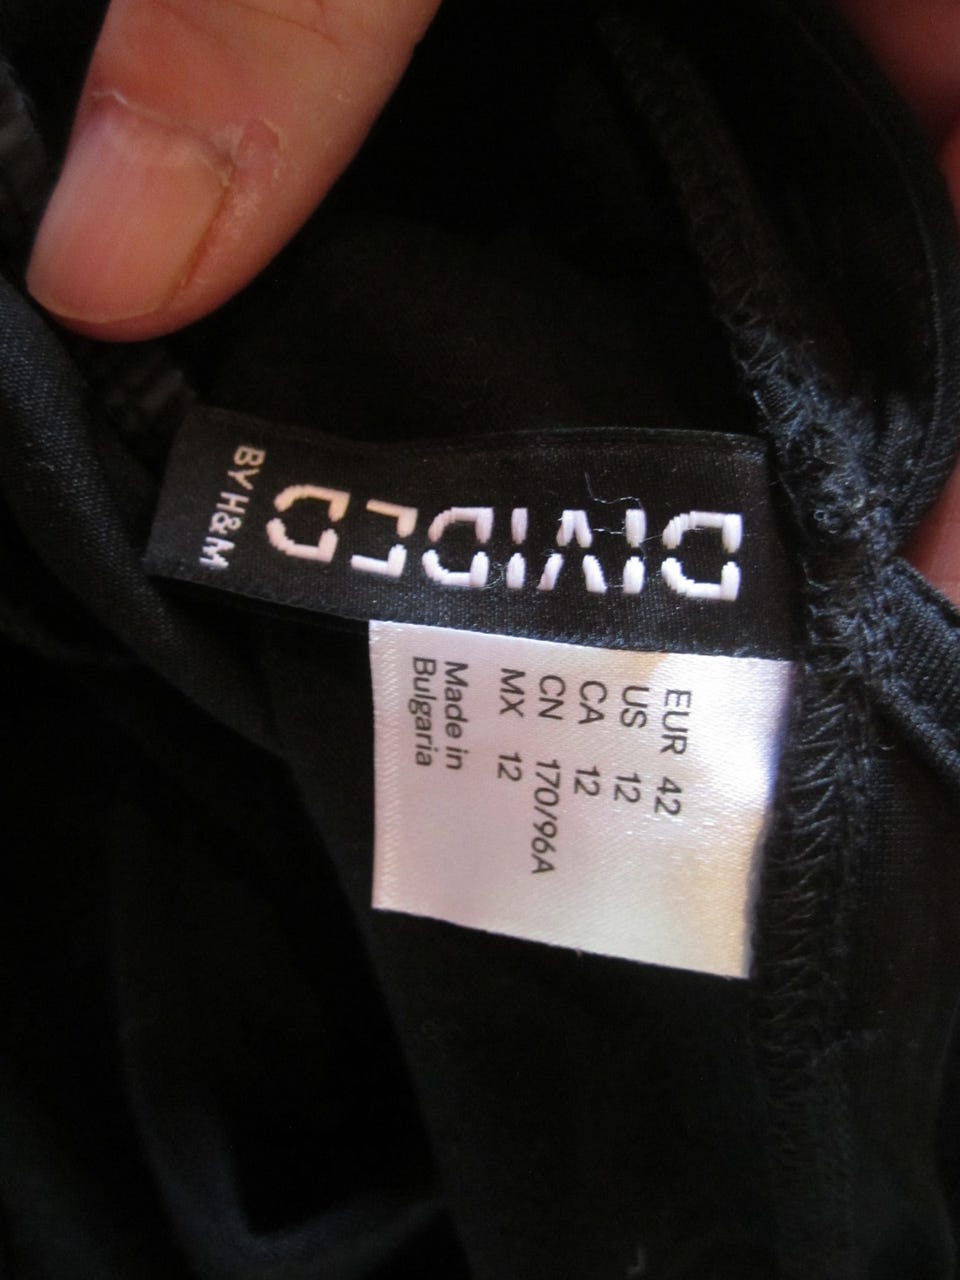 DIVIDED
BY H&M
EUR 42
US 12
CA 12
CN 170/96A
MX 12
Made in
Bulgaria